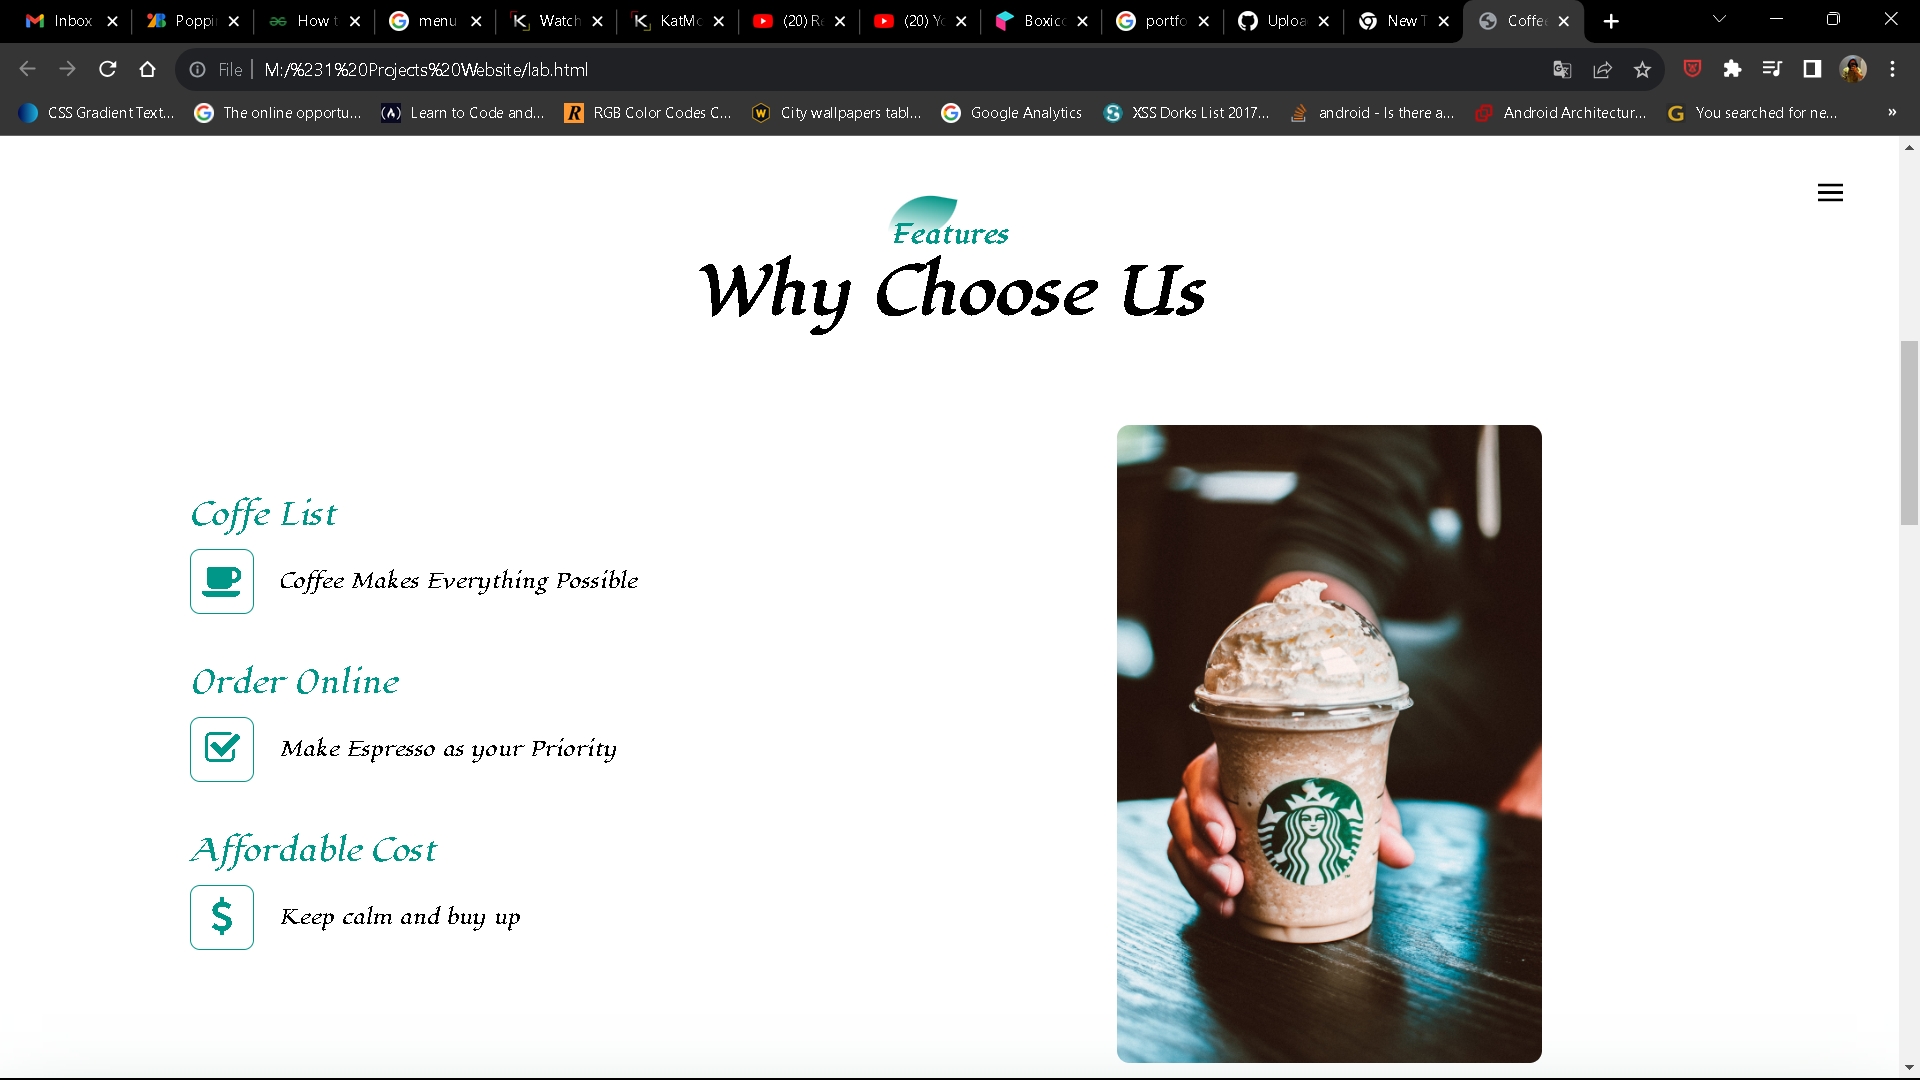 Inbox
Poppi
How t
menu
Watch
KatMo
(20) Re
(20) Yo
Boxico
portfo
Uploa
New T
Coffee
File
M:/%231%20Projects%20Website/lab.html
CSS Gradient Text...
The online opportu...
Learn to Code and...
RGB Color Codes C...
City wallpapers tabl...
Google Analytics
XSS Dorks List 2017...
android - Is there a...
Android Architectur...
You searched for ne...
»
Features
Why Choose Us
Coffe List
Coffee Makes Everything Possible
Order Online
Make Espresso as your Priority
Affordable Cost
$
Keep calm and buy up